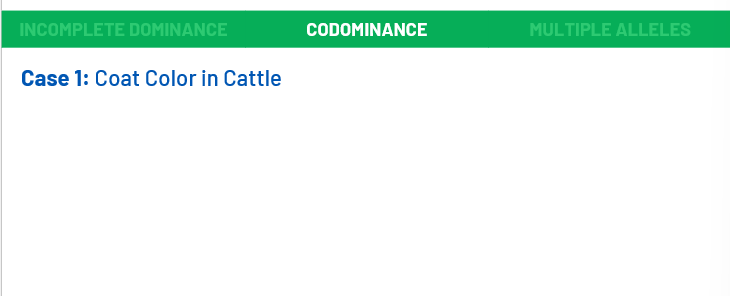 INCOMPLETE DOMINANCE CODOMINANCE MULTIPLE ALLELES
Case 1: Coat Color in Cattle